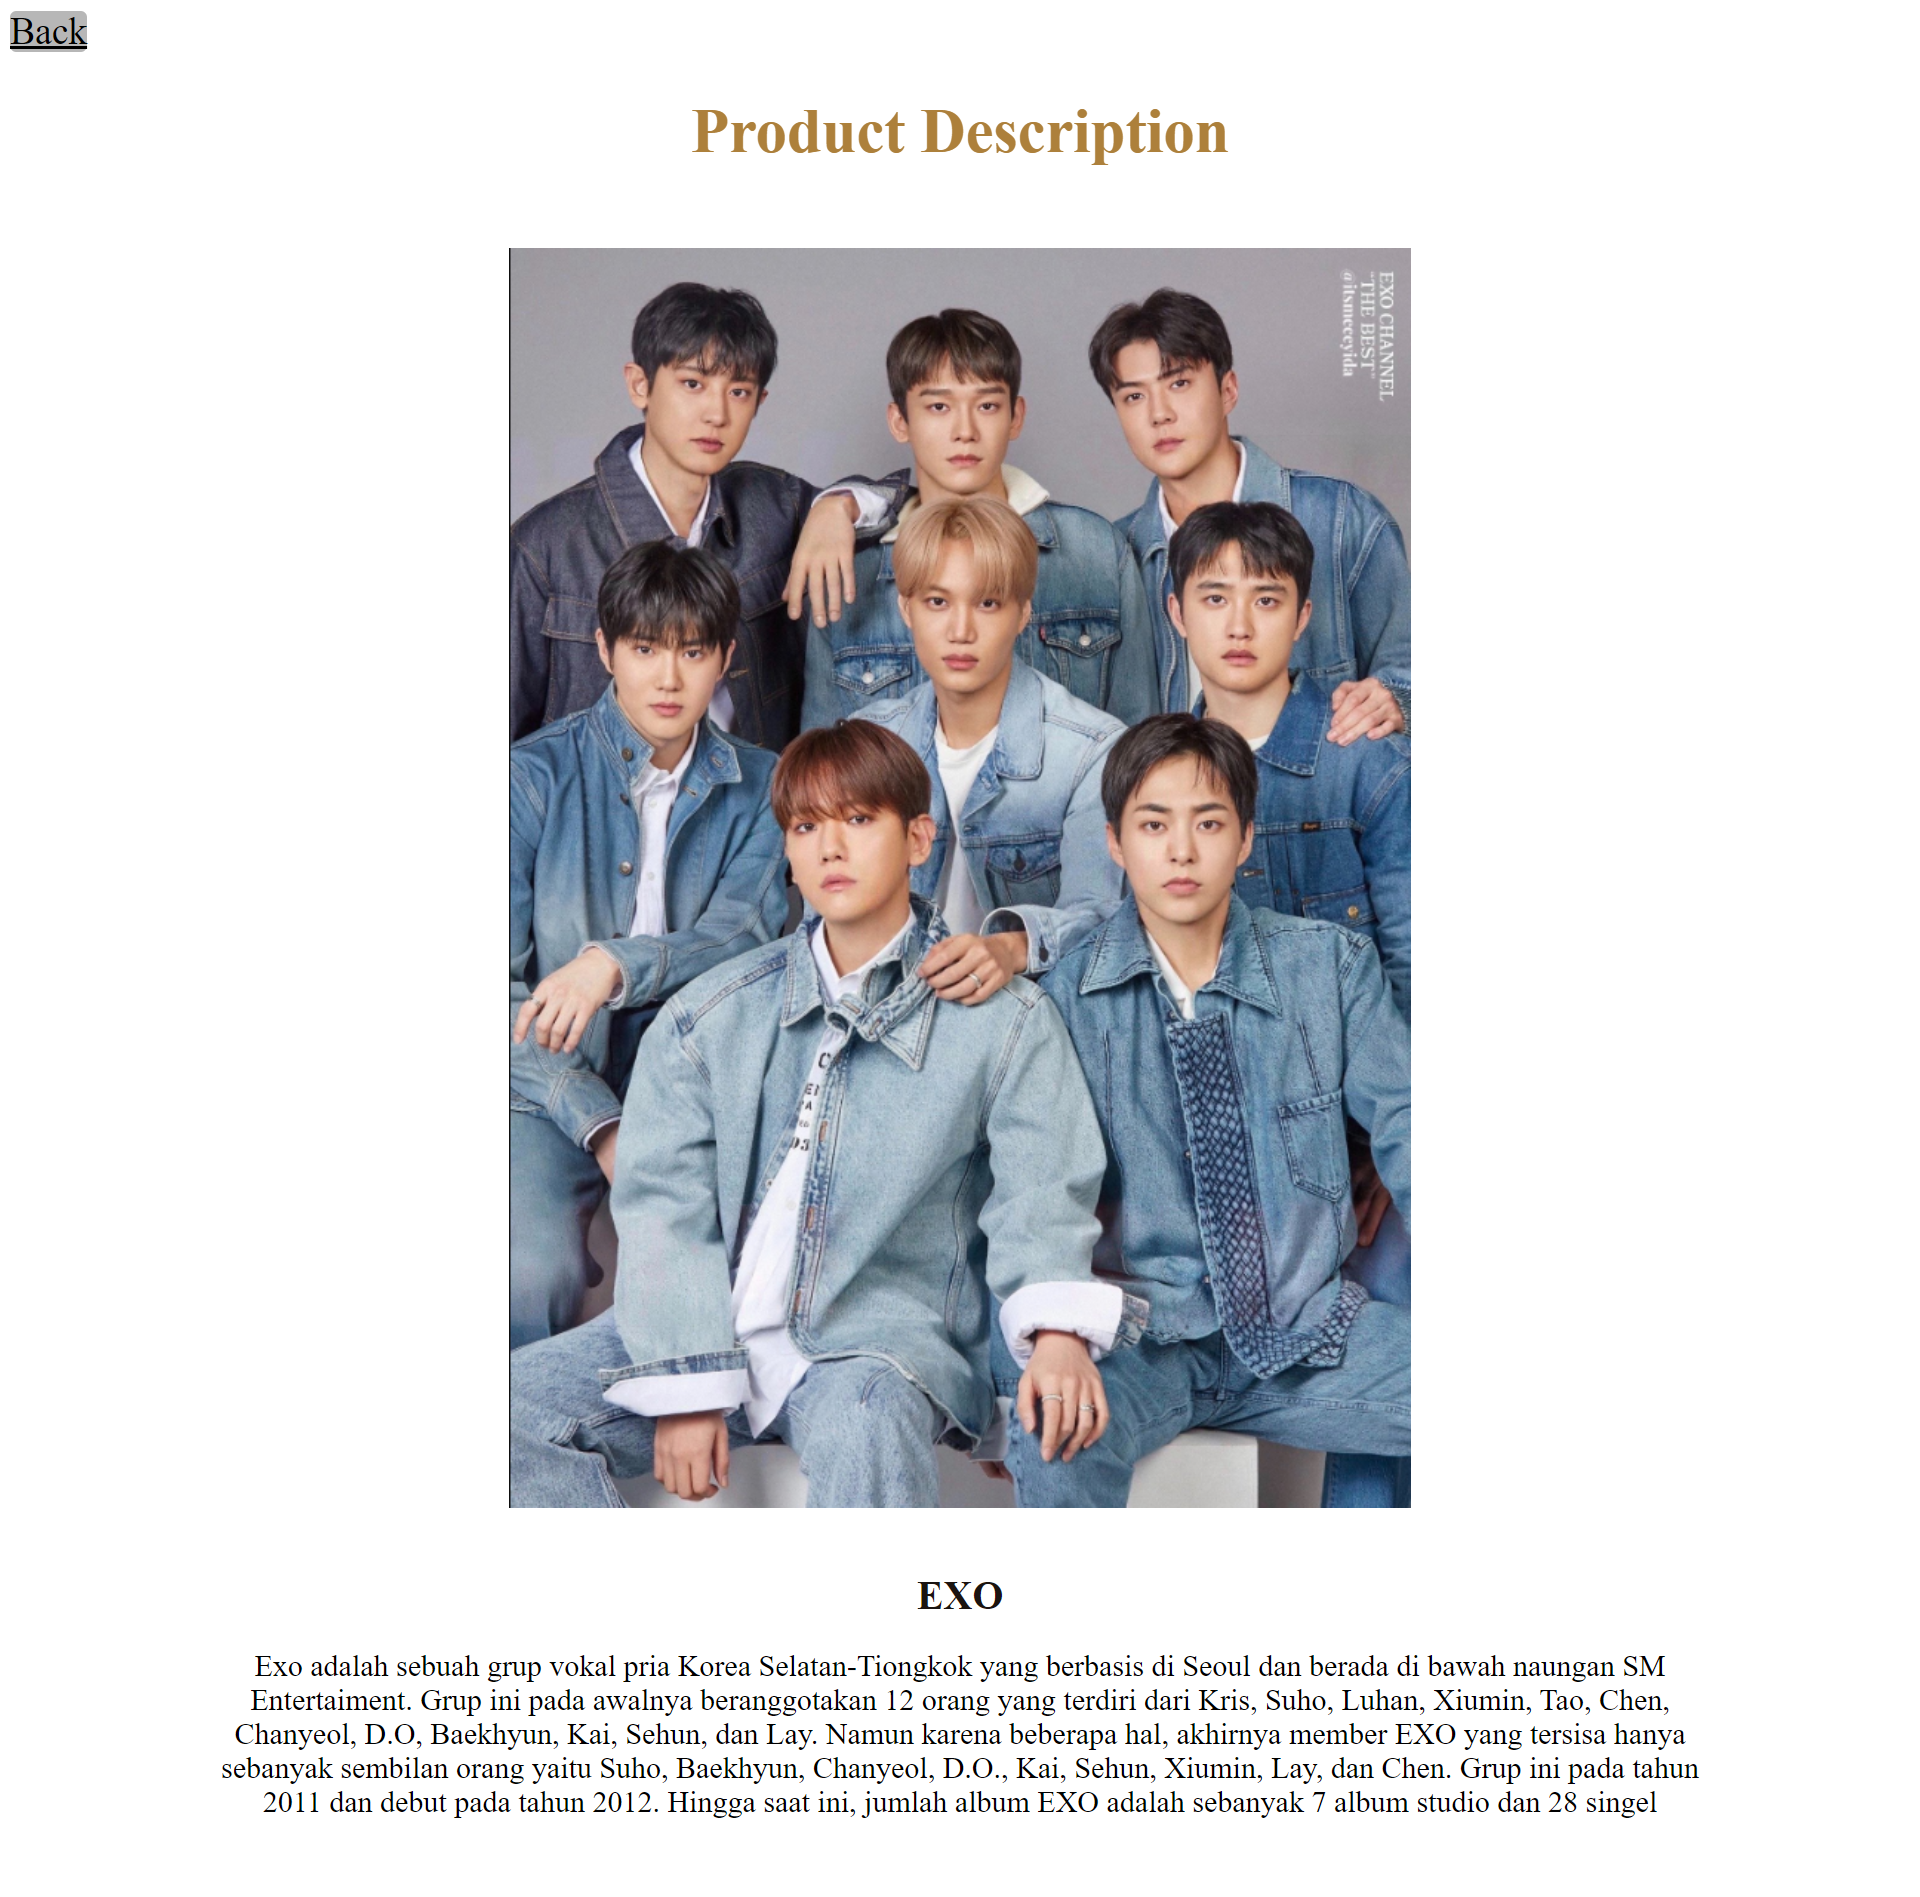 Back
Product Description
EXO CHANNEL
"THE BEST"
@itsmeeeyida
EXO
Exo adalah sebuah grup vokal pria Korea Selatan-Tiongkok yang berbasis di Seoul dan berada di bawah naungan SM
Entertaiment. Grup ini pada awalnya beranggotakan 12 orang yang terdiri dari Kris, Suho, Luhan, Xiumin, Tao, Chen,
Chanyeol, D.O, Baekhyun, Kai, Sehun, dan Lay. Namun karena beberapa hal, akhirnya member EXO yang tersisa hanya
sebanyak sembilan orang yaitu Suho, Baekhyun, Chanyeol, D.O., Kai, Sehun, Xiumin, Lay, dan Chen. Grup ini pada tahun
2011 dan debut pada tahun 2012. Hingga saat ini, jumlah album EXO adalah sebanyak 7 album studio dan 28 singel